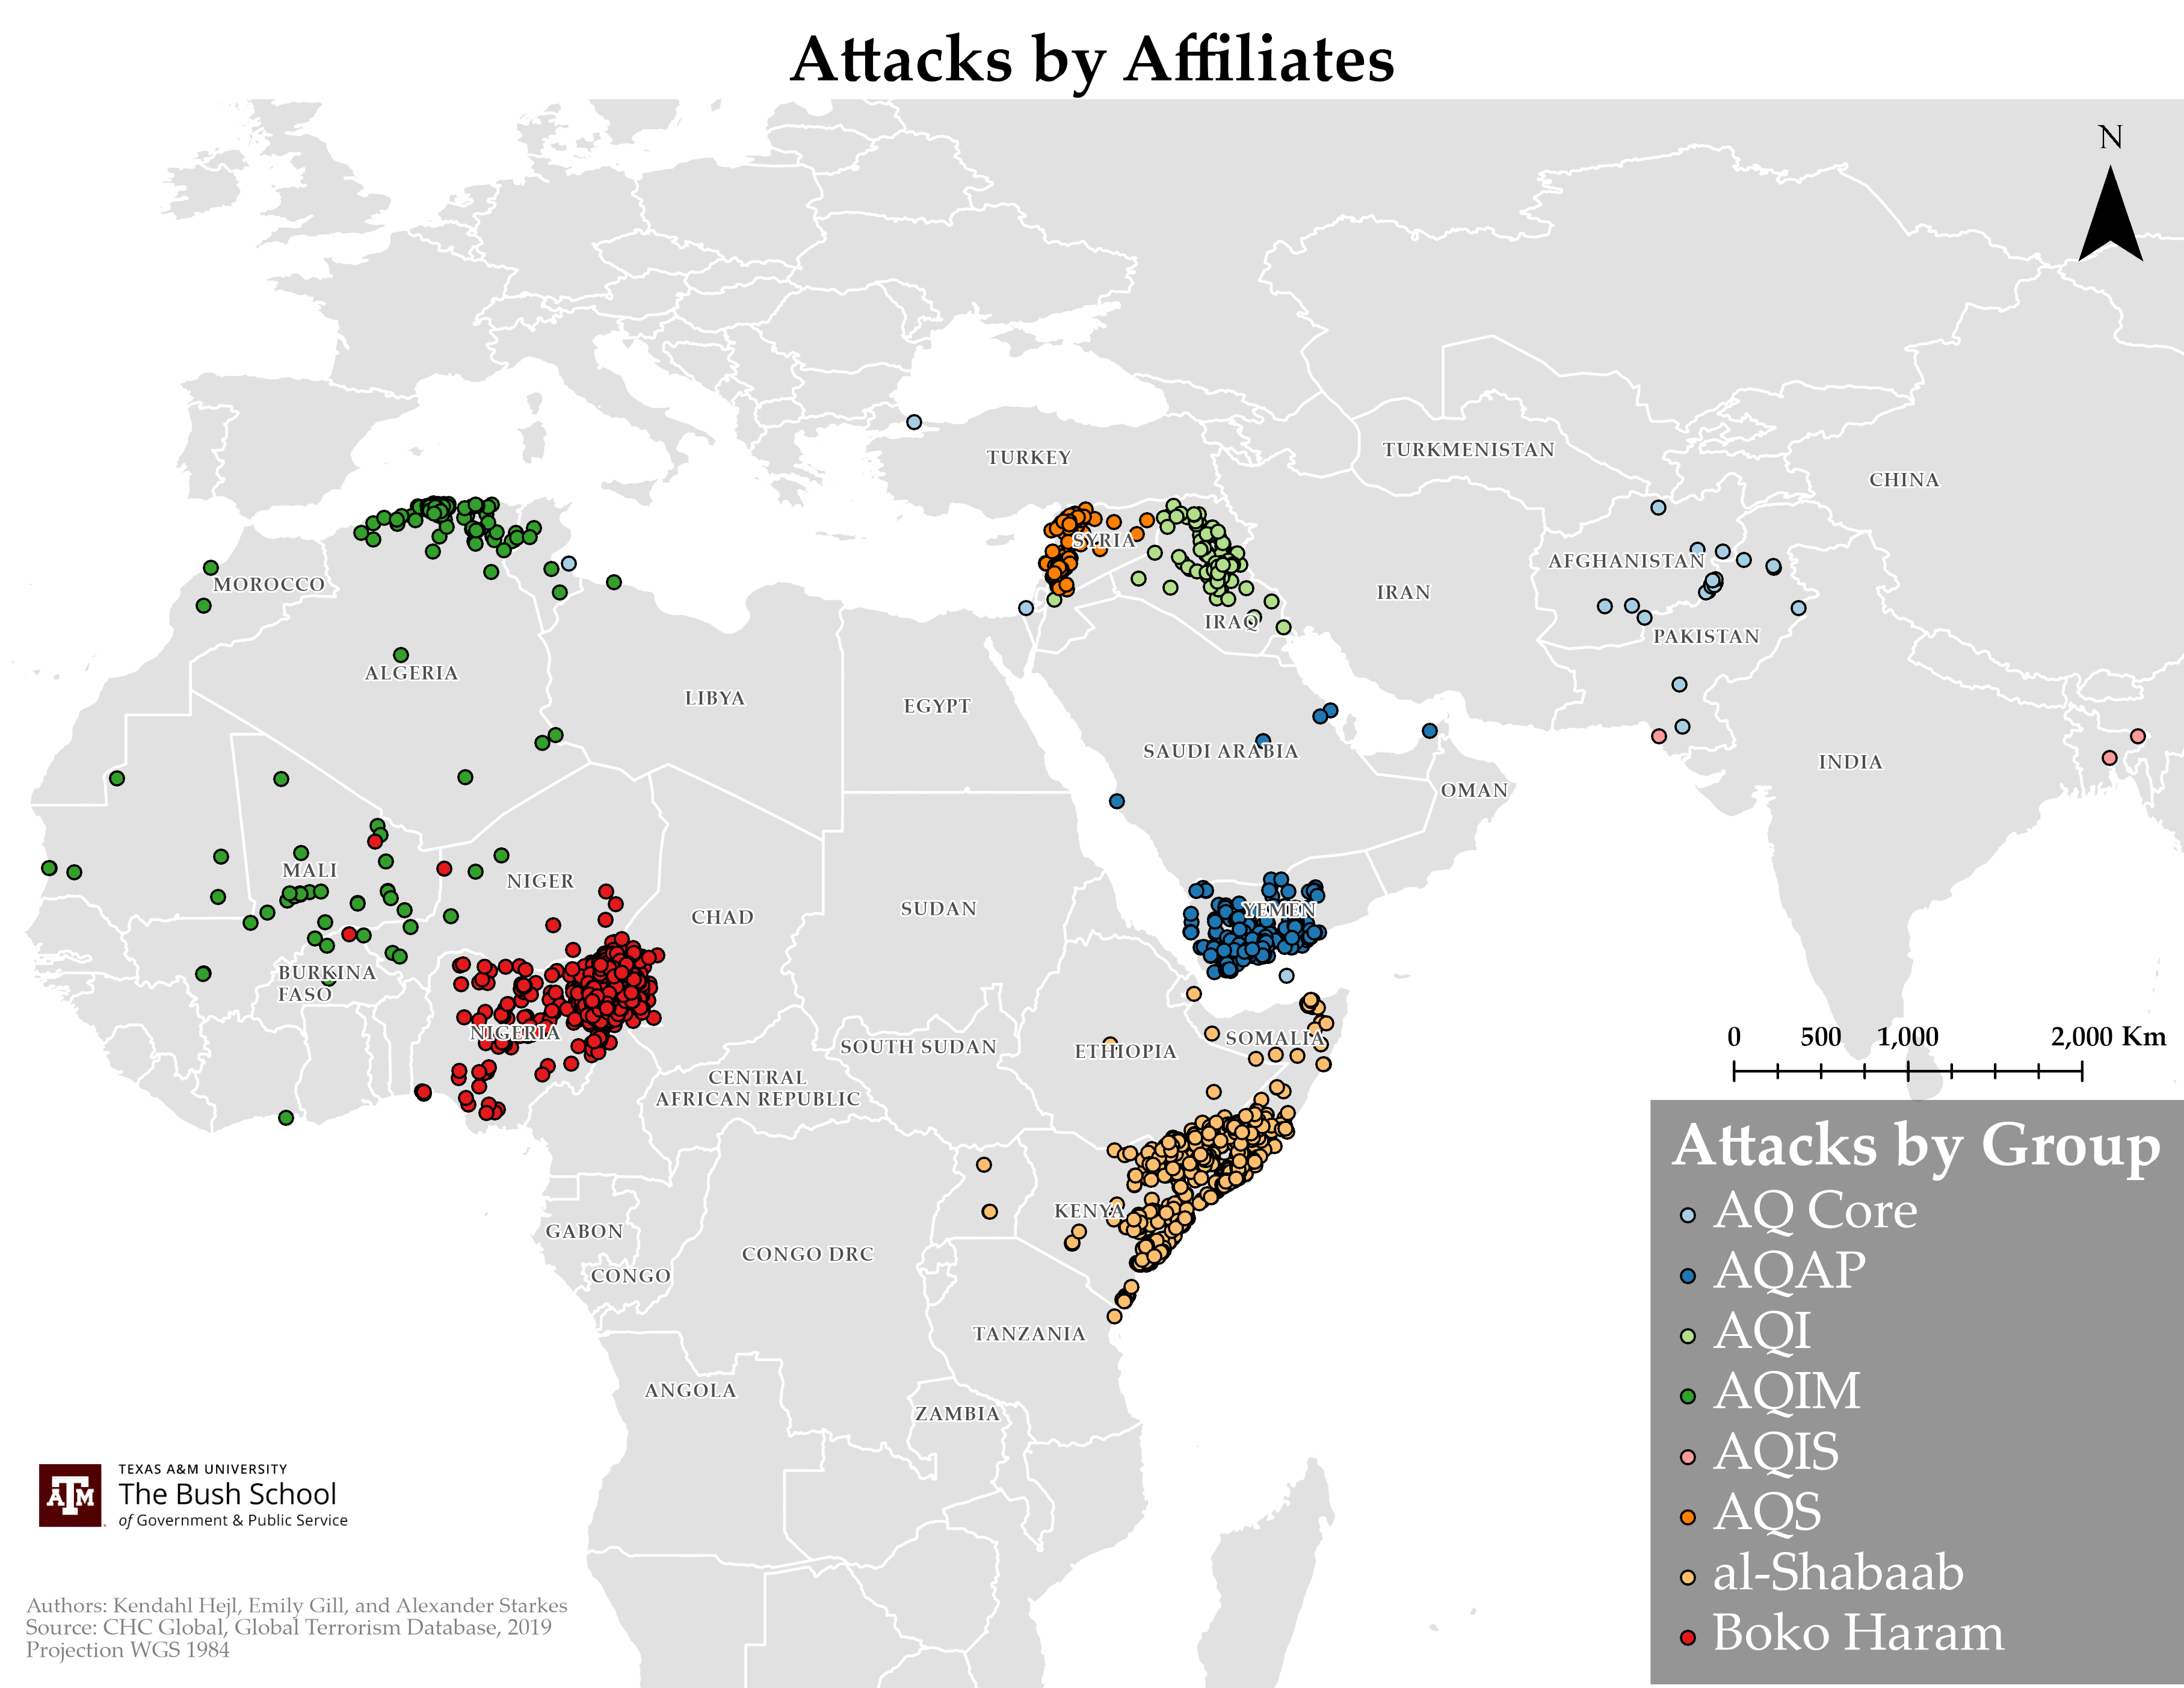 Attacks by Affiliates
N
TURKEY
TURKMENISTAN
CHINA
SYRIA
AFGHANISTAN
MOROCCO
IRAN
IRAQ
PAKISTAN
ALGERIA
LIBYA
EGYPT
SAUDI ARABIA
INDIA
OMAN
MALI
NIGER
CHAD
SUDAN
YEMEN
BURKINA
FASO
NIGERIA
SOUTH SUDAN
ETHIOPIA
SOMALIA
0 500 1,000 2,000 Km
CENTRAL
AFRICAN REPUBLIC
KENYA
GABON
CONGO DRC
CONGO
TANZANIA
ANGOLA
ZAMBIA
Attacks by Group
AQ Core
AQAP
AQI
AQIM
AQIS
AQS
al-Shabaab
Boko Haram
ATM
TEXAS A&M UNIVERSITY
The Bush School
of Government & Public Service
Authors: Kendahl Hejl, Emily Gill, and Alexander Starkes
Source: CHC Global, Global Terrorism Database, 2019
Projection WGS 1984